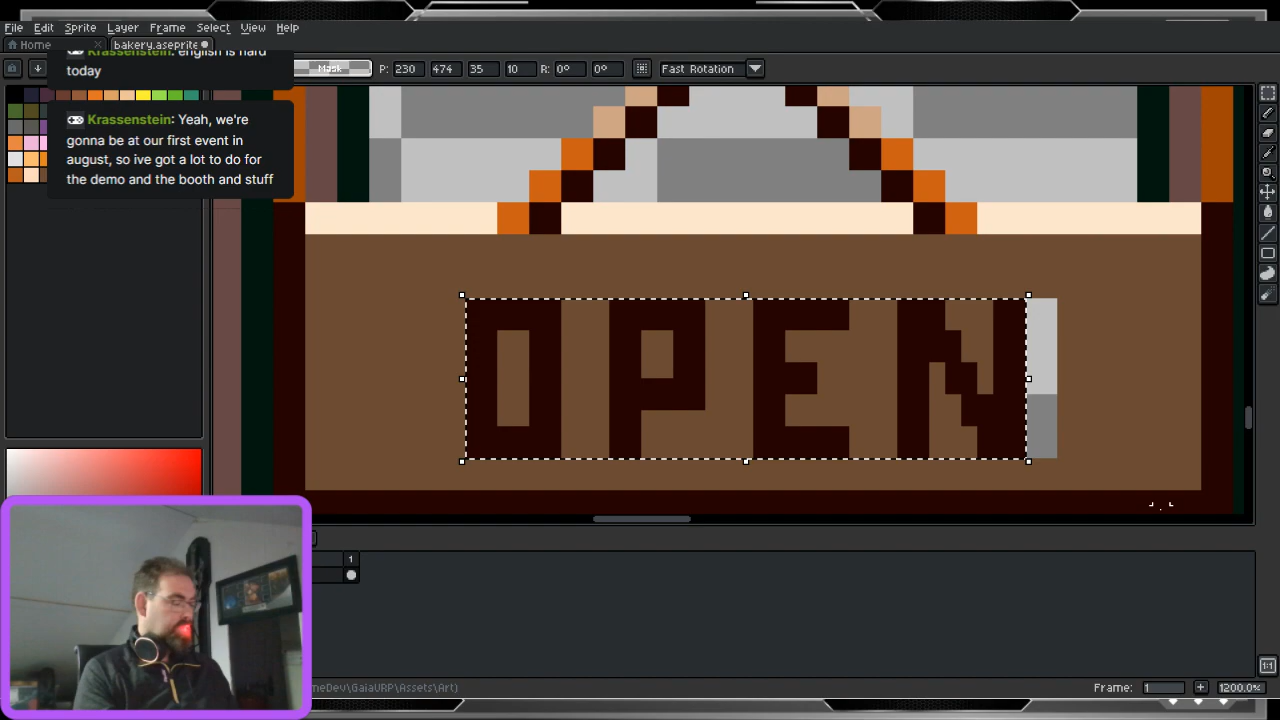 File Edit Sprite Layer Frame Select View Help
Home bakery.aseprite
Krassenstein: english is hard
today
Mask P: 230 474 35 10 R: 0° 0° Fast Rotation
Krassenstein: Yeah, we're
gonna be at our first event in
august, so ive got a lot to do for
the demo and the booth and stuff
OPEN
1
meDev\GaiaURP\Assets\Art)
Frame: 1 1200.0%
1:1